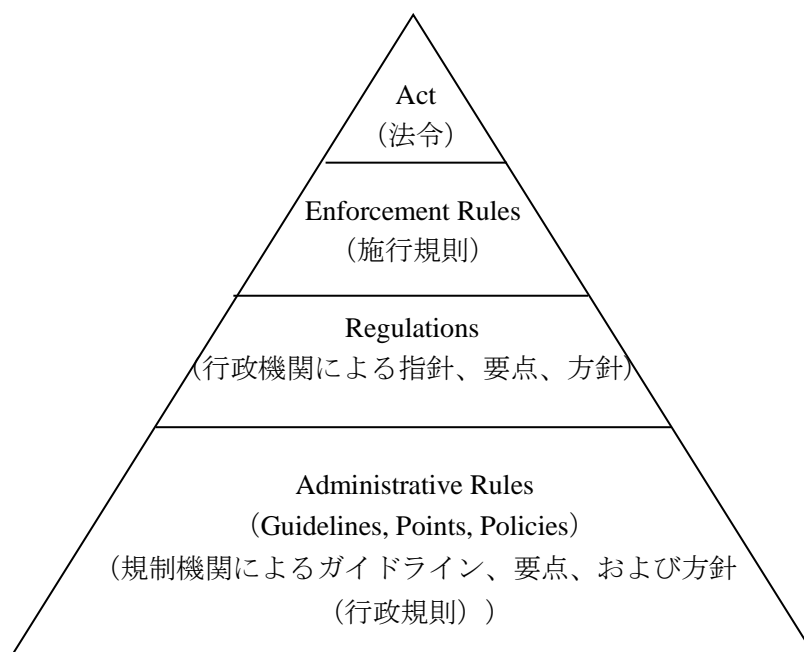 Act
（法令）
Enforcement Rules
（施行規則）
Regulations
（行政機関による指針、要点、方針）
Administrative Rules
（Guidelines, Points, Policies）
（規制機関によるガイドライン、要点、および方針
（行政規則））